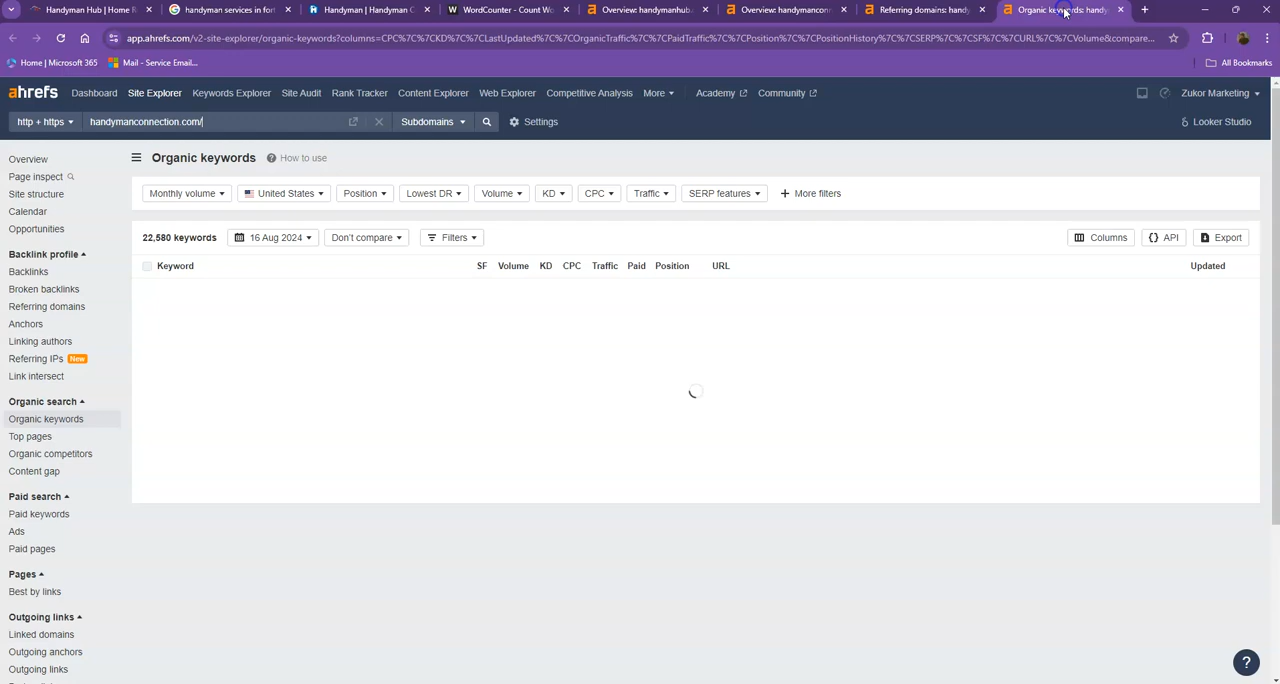 Handyman Hub | Home R
handyman services in fort
Handyman | Handyman C
WordCounter - Count Wo
Overview: handymanhub.
Overview: handymanconn
Referring domains: handy
Organic keywords: handy
app.ahrefs.com/v2-site-explorer/organic-keywords?columns=CPC%7C%7CKD%7C%7CLastUpdated%7C%7COrganicTraffic%7C%7CPaidTraffic%7C%7CPosition%7C%7CPositionHistory%7C%7CSERP%7C%7CSF%7C%7CURL%7C%7CVolume&compare...
Home | Microsoft 365
Mail - Service Email...
All Bookmarks
ahrefs
Dashboard
Site Explorer
Keywords Explorer
Site Audit
Rank Tracker
Content Explorer
Web Explorer
Competitive Analysis
More
Academy
Community
Zukor Marketing
http + https
handymanconnection.com/
Subdomains
Settings
Looker Studio
Overview
Page inspect
Site structure
Calendar
Opportunities
Backlink profile
Backlinks
Broken backlinks
Referring domains
Anchors
Linking authors
Referring IPs New
Link intersect
Organic search
Organic keywords
Top pages
Organic competitors
Content gap
Paid search
Paid keywords
Ads
Paid pages
Pages
Best by links
Outgoing links
Linked domains
Outgoing anchors
Outgoing links
Organic keywords
? How to use
Monthly volume
United States
Position
Lowest DR
Volume
KD
CPC
Traffic
SERP features
+ More filters
22,580 keywords
16 Aug 2024
Don't compare
Filters
Columns
{} API
Export
Keyword
SF
Volume
KD
CPC
Traffic
Paid
Position
URL
Updated
?